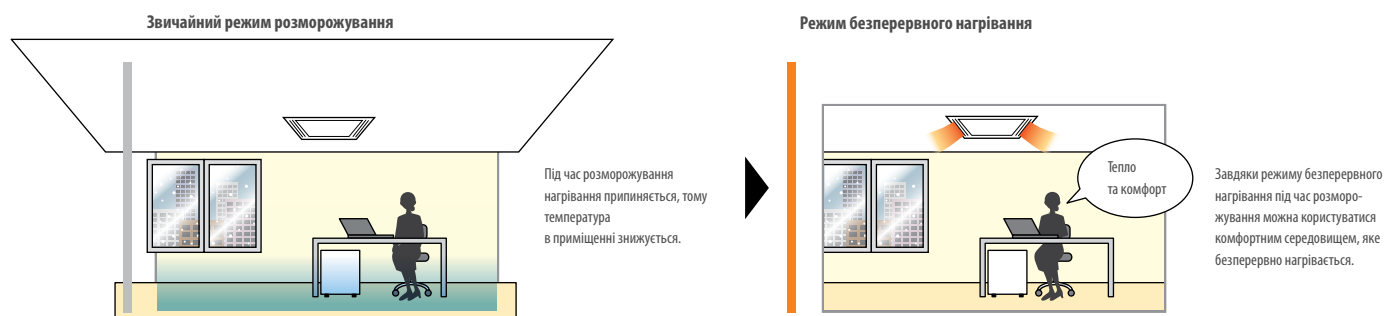 Звичайний режим розморожування
Під час розморожування
нагрівання припиняється, тому
температура
в приміщенні знижується.
Режим безперервного нагрівання
Тепло
та комфорт
Завдяки режиму безперервного
нагрівання під час розморо-
жування можна користуватися
комфортним середовищем, яке
безперервно нагрівається.